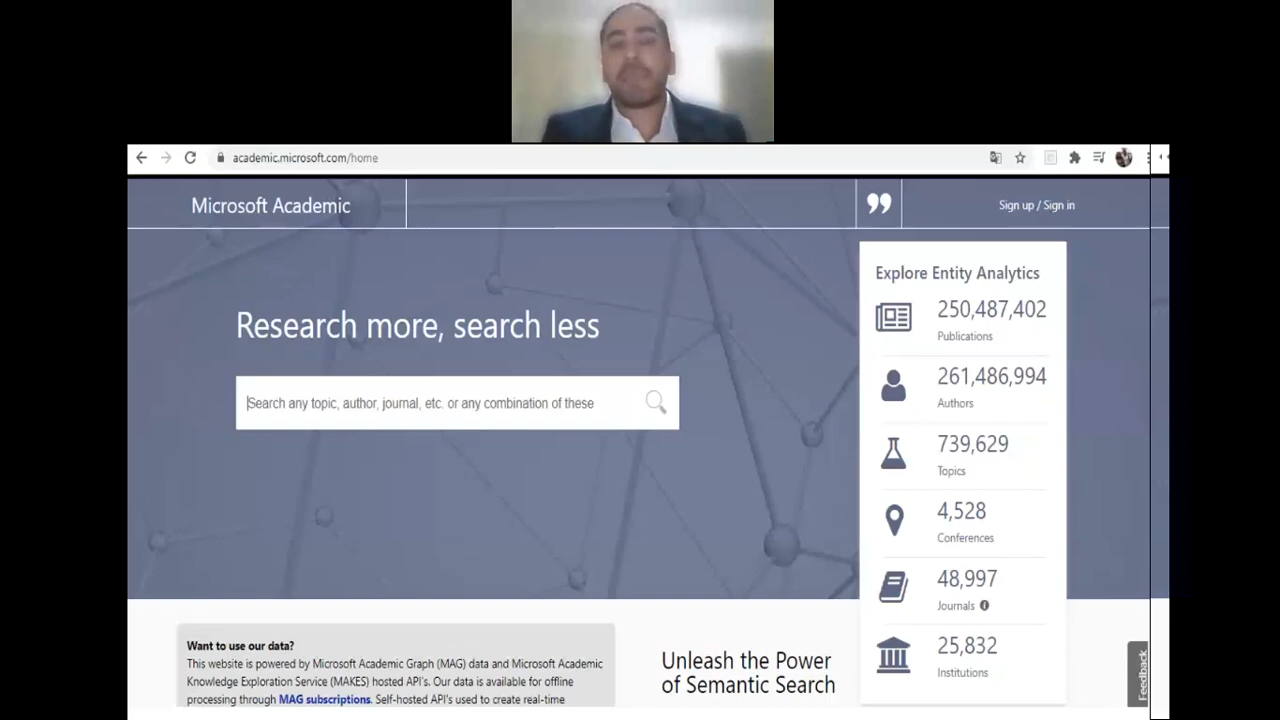 academic.microsoft.com/home
Microsoft Academic
Sign up / Sign in
Research more, search less
Search any topic, author, journal, etc. or any combination of these
Explore Entity Analytics
250,487,402
Publications
261,486,994
Authors
739,629
Topics
4,528
Conferences
48,997
Journals
25,832
Institutions
Want to use our data?
This website is powered by Microsoft Academic Graph (MAG) data and Microsoft Academic
Knowledge Exploration Service (MAKES) hosted API's. Our data is available for offline
processing through MAG subscriptions. Self-hosted API's used to create real-time
Unleash the Power
of Semantic Search
Feedback